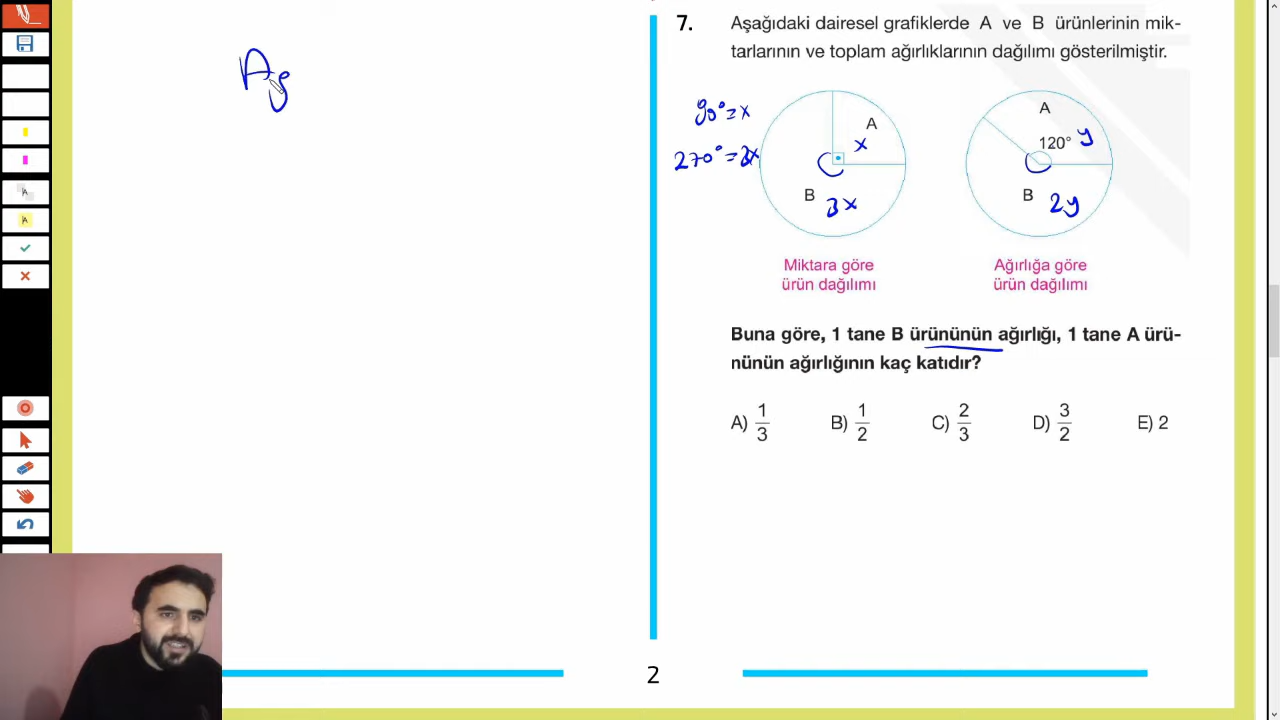 Ağ
7. Aşağıdaki dairesel grafiklerde A ve B ürünlerinin mik-
tarlarının ve toplam ağırlıklarının dağılımı gösterilmiştir.
90° = x
270° = 3x
A
x
B
3x
A
120° y
B
2y
Miktara göre
ürün dağılımı
Ağırlığa göre
ürün dağılımı
Buna göre, 1 tane B ürününün ağırlığı, 1 tane A ürü-
nünün ağırlığının kaç katıdır?
A) 1/3 B) 1/2 C) 2/3 D) 3/2 E) 2
2